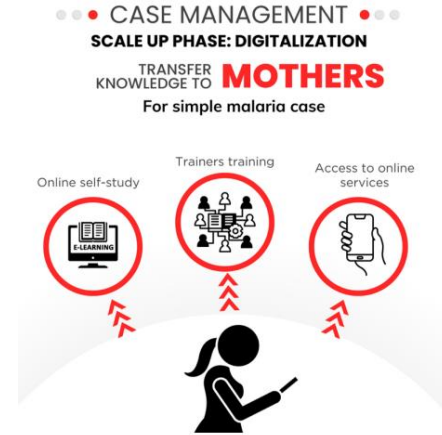 CASE MANAGEMENT
SCALE UP PHASE: DIGITALIZATION
TRANSFER
KNOWLEDGE TO MOTHERS
For simple malaria case
Online self-study
Trainers training
Access to online
services
E-LEARNING